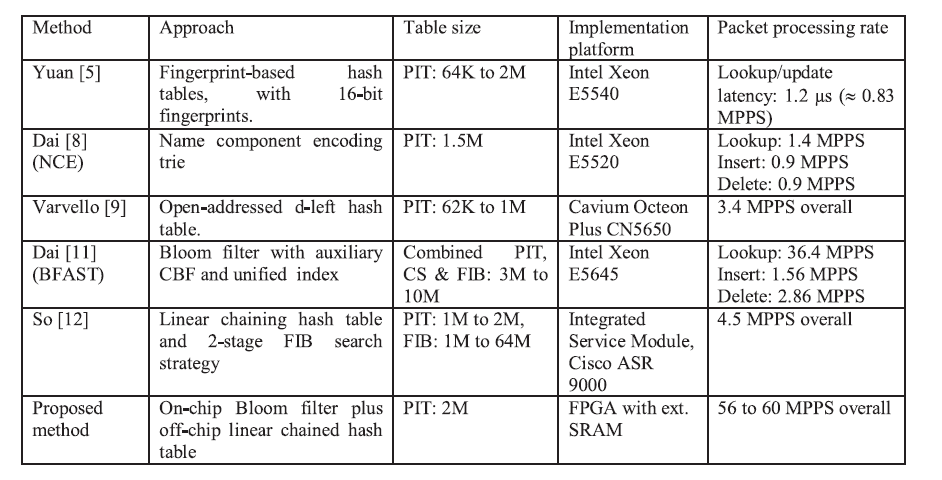 Method Approach Table size Implementation platform Packet processing rate
Yuan [5] Fingerprint-based hash tables, with 16-bit fingerprints. PIT: 64K to 2M Intel Xeon E5540 Lookup/update latency: 1.2 μs (≈ 0.83 MPPS)
Dai [8] (NCE) Name component encoding trie PIT: 1.5M Intel Xeon E5520 Lookup: 1.4 MPPS Insert: 0.9 MPPS Delete: 0.9 MPPS
Varvello [9] Open-addressed d-left hash table. PIT: 62K to 1M Cavium Octeon Plus CN5650 3.4 MPPS overall
Dai [11] (BFAST) Bloom filter with auxiliary CBF and unified index Combined PIT, CS & FIB: 3M to 10M Intel Xeon E5645 Lookup: 36.4 MPPS Insert: 1.56 MPPS Delete: 2.86 MPPS
So [12] Linear chaining hash table and 2-stage FIB search strategy PIT: 1M to 2M, FIB: 1M to 64M Integrated Service Module, Cisco ASR 9000 4.5 MPPS overall
Proposed method On-chip Bloom filter plus off-chip linear chained hash table PIT: 2M FPGA with ext. SRAM 56 to 60 MPPS overall